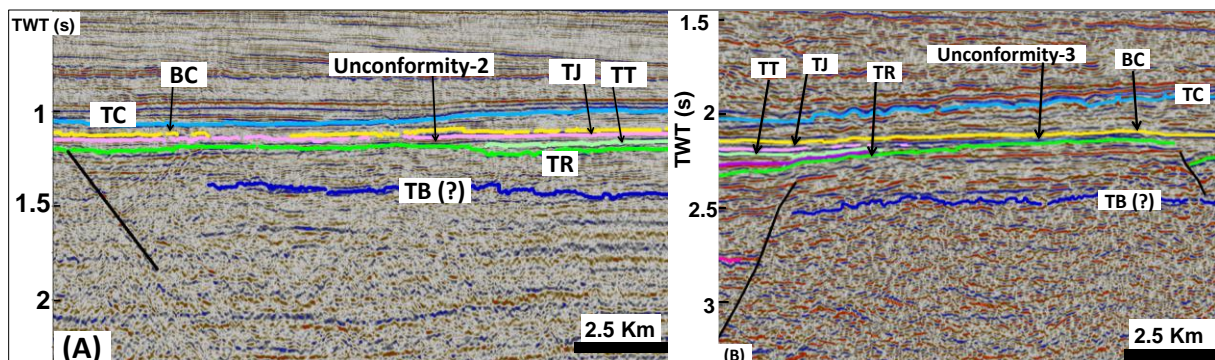 TWT (s)
BC
Unconformity-2
TJ
TT
TC
1
TR
TB (?)
1.5
2
2.5 Km
(A)
1.5
TWT (s)
TT
TJ
TR
Unconformity-3
BC
TC
2
2.5
TB (?)
3
2.5 Km
(B)